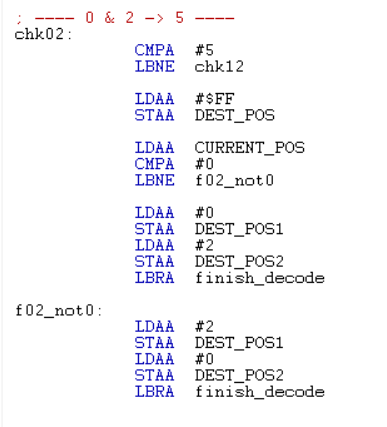 ; ---- 0 & 2 -> 5 ----
chk02:
CMPA #5
LBNE chk12
LDAA #$FF
STAA DEST_POS
LDAA CURRENT_POS
CMPA #0
LBNE f02_not0
LDAA #0
STAA DEST_POS1
LDAA #2
STAA DEST_POS2
LBRA finish_decode
f02_not0:
LDAA #2
STAA DEST_POS1
LDAA #0
STAA DEST_POS2
LBRA finish_decode